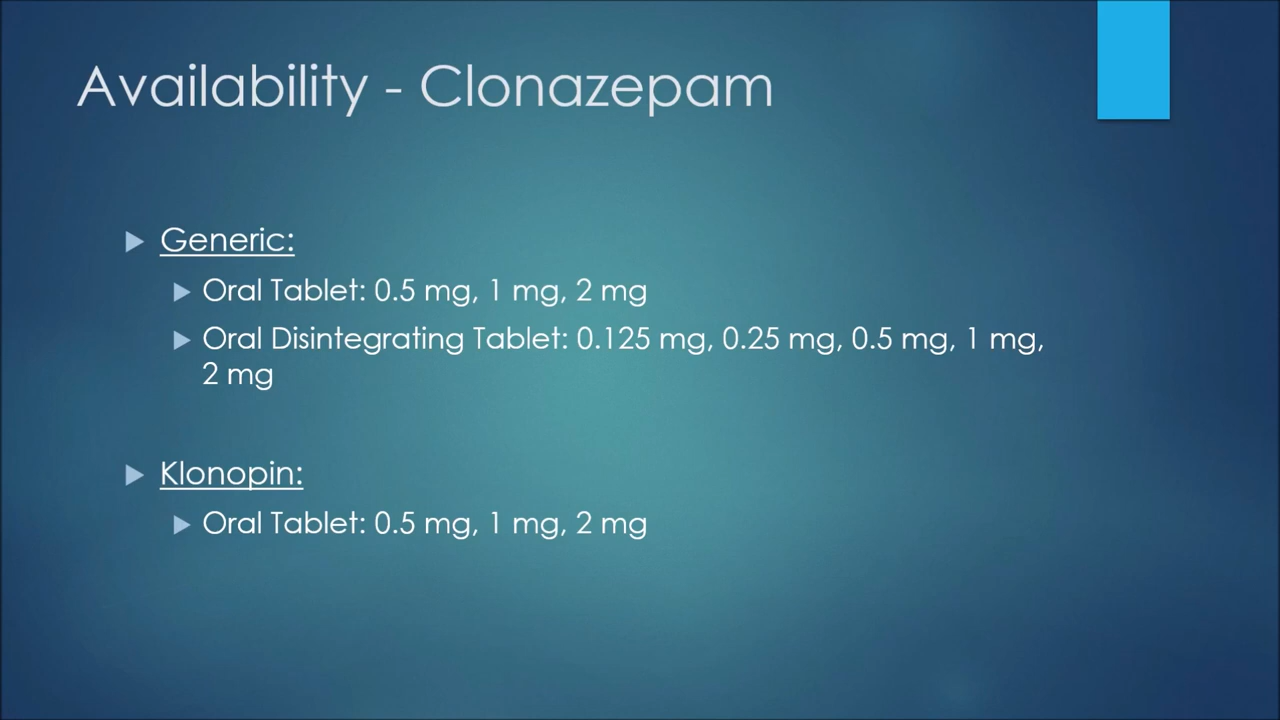 Availability - Clonazepam
Generic:
Oral Tablet: 0.5 mg, 1 mg, 2 mg
Oral Disintegrating Tablet: 0.125 mg, 0.25 mg, 0.5 mg, 1 mg,
2 mg
Klonopin:
Oral Tablet: 0.5 mg, 1 mg, 2 mg